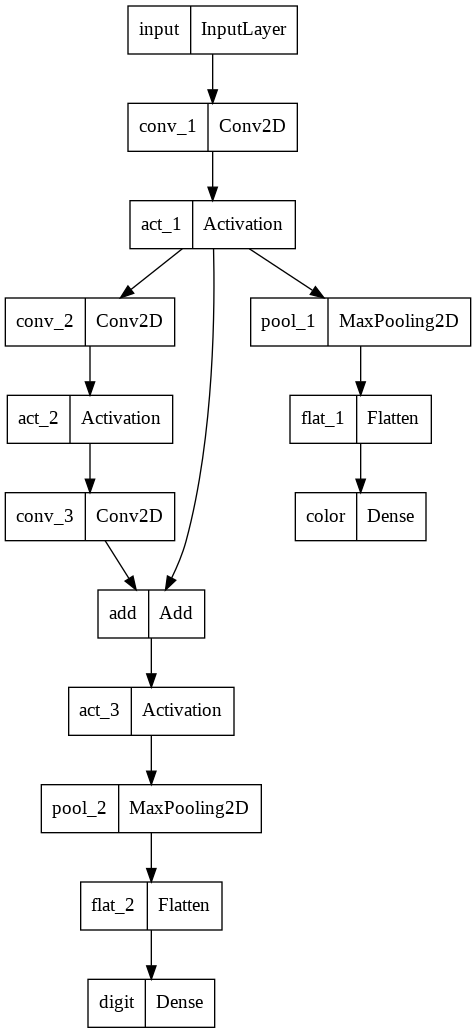 input InputLayer
conv_1 Conv2D
act_1 Activation
conv_2 Conv2D
pool_1 MaxPooling2D
act_2 Activation
flat_1 Flatten
conv_3 Conv2D
color Dense
add Add
act_3 Activation
pool_2 MaxPooling2D
flat_2 Flatten
digit Dense